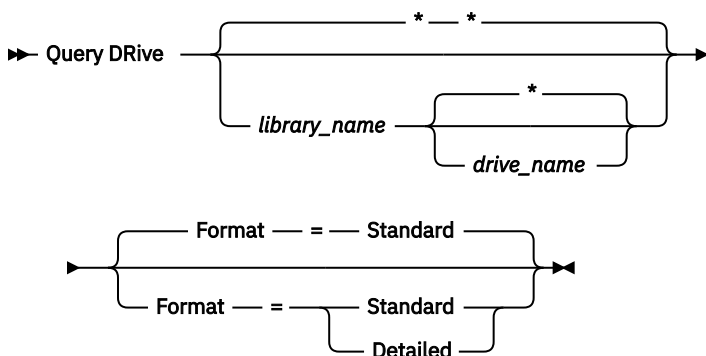 * *
Query DRive
*
library_name
drive_name
Format = Standard
Format = Standard
Detailed